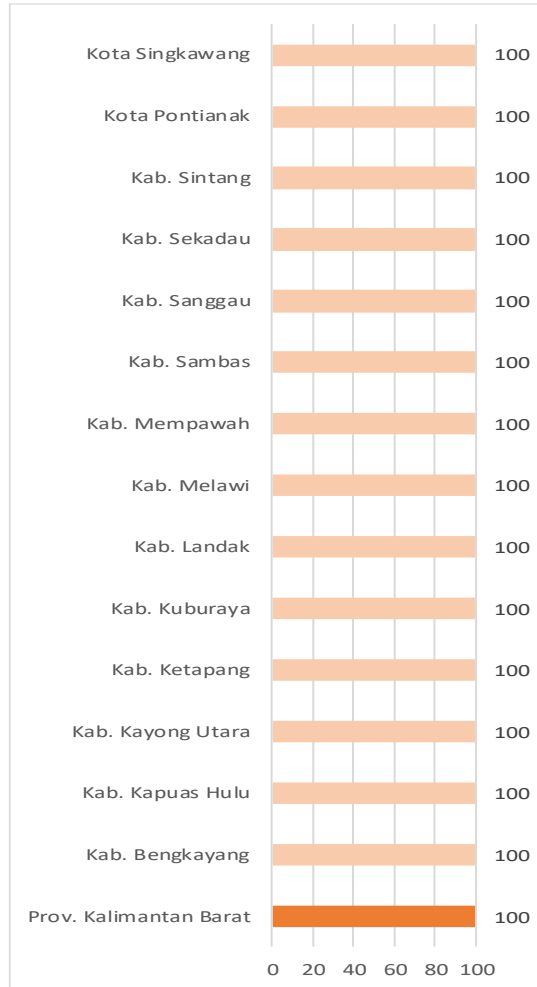 Kota Singkawang 100
Kota Pontianak 100
Kab. Sintang 100
Kab. Sekadau 100
Kab. Sanggau 100
Kab. Sambas 100
Kab. Mempawah 100
Kab. Melawi 100
Kab. Landak 100
Kab. Kuburaya 100
Kab. Ketapang 100
Kab. Kayong Utara 100
Kab. Kapuas Hulu 100
Kab. Bengkayang 100
Prov. Kalimantan Barat 100
0 20 40 60 80 100